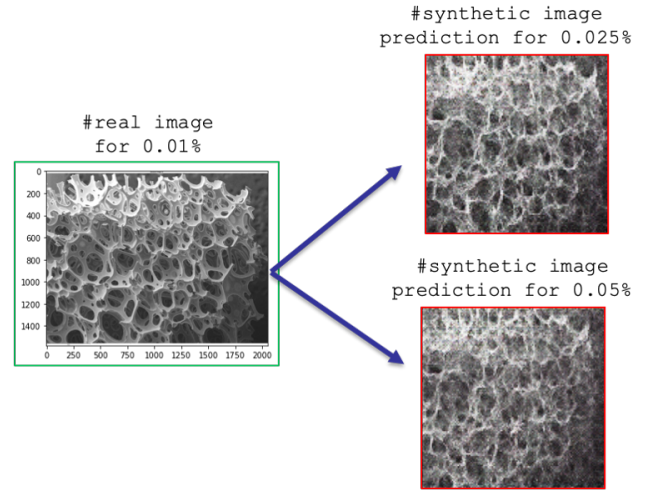 #synthetic image
prediction for 0.025%
#real image
for 0.01%
0
200
400
600
800
1000
1200
1400
0 250 500 750 1000 1250 1500 1750 2000
#synthetic image
prediction for 0.05%